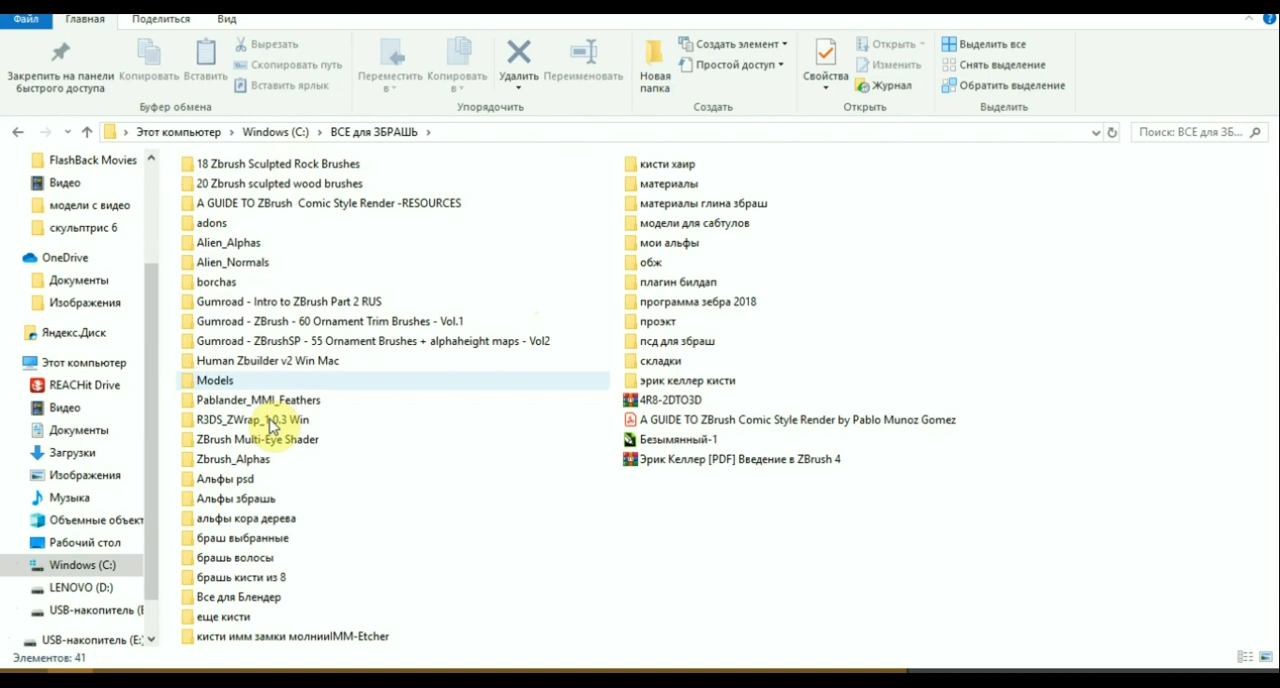 Файл Главная Поделиться Вид
Закрепить на панели быстрого доступа
Копировать
Вставить
Вырезать
Скопировать путь
Вставить ярлык
Буфер обмена
Переместить в
Копировать в
Удалить
Переименовать
Упорядочить
Новая папка
Создать элемент
Простой доступ
Создать
Свойства
Открыть
Изменить
Журнал
Открыть
Выделить все
Снять выделение
Обратить выделение
Выделить
Этот компьютер > Windows (C:) > ВСЕ для ЗБРАШЬ >
Поиск: ВСЕ для ЗБ...
FlashBack Movies
Видео
модели с видео
скульптрис 6
OneDrive
Документы
Изображения
Яндекс.Диск
Этот компьютер
REACHit Drive
Видео
Документы
Загрузки
Изображения
Музыка
Объемные объект
Рабочий стол
Windows (C:)
LENOVO (D:)
USB-накопитель (E
USB-накопитель (E:
18 Zbrush Sculpted Rock Brushes
20 Zbrush sculpted wood brushes
A GUIDE TO ZBrush Comic Style Render -RESOURCES
adons
Alien_Alphas
Alien_Normals
borchas
Gumroad - Intro to ZBrush Part 2 RUS
Gumroad - ZBrush - 60 Ornament Trim Brushes - Vol.1
Gumroad - ZBrushSP - 55 Ornament Brushes + alphaheight maps - Vol2
Human Zbuilder v2 Win Mac
Models
Pablander_MMI_Feathers
R3DS_ZWrap_1.0.3 Win
ZBrush Multi-Eye Shader
Zbrush_Alphas
Альфы psd
Альфы збрашь
альфы кора дерева
браш выбранные
брашь волосы
брашь кисти из 8
Все для Блендер
еще кисти
кисти имм замки молнииIMM-Etcher
кисти хаир
материалы
материалы глина збраш
модели для сабтулов
мои альфы
обж
плагин билдап
программа зебра 2018
проэкт
псд для збраш
складки
эрик келлер кисти
4R8-2DTO3D
A GUIDE TO ZBrush Comic Style Render by Pablo Munoz Gomez
Безымянный-1
Эрик Келлер [PDF] Введение в ZBrush 4
Элементов: 41